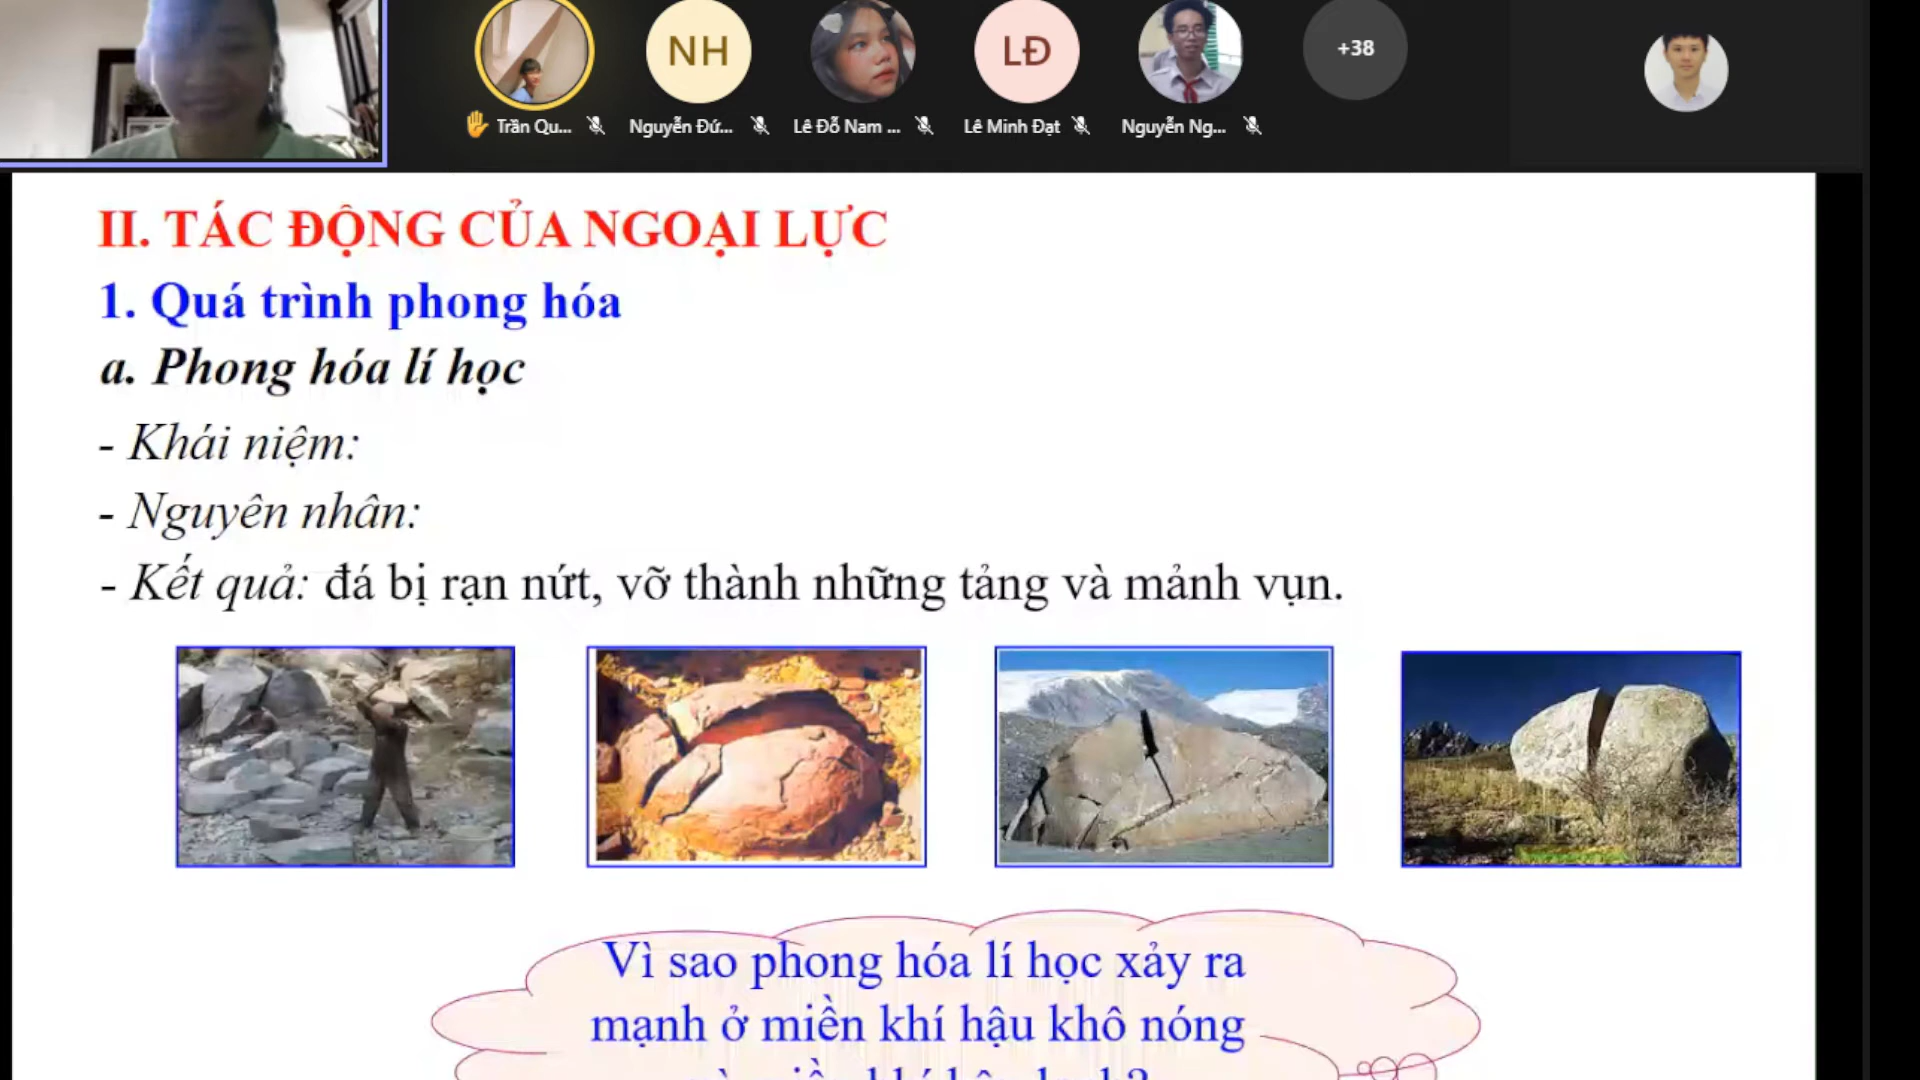 NH
LĐ
+38
Trần Qu...
Nguyễn Đứ...
Lê Đỗ Nam ...
Lê Minh Đạt
Nguyễn Ng...
II. TÁC ĐỘNG CỦA NGOẠI LỰC
1. Quá trình phong hóa
a. Phong hóa lí học
- Khái niệm:
- Nguyên nhân:
- Kết quả: đá bị rạn nứt, vỡ thành những tảng và mảnh vụn.
Vì sao phong hóa lí học xảy ra
mạnh ở miền khí hậu khô nóng